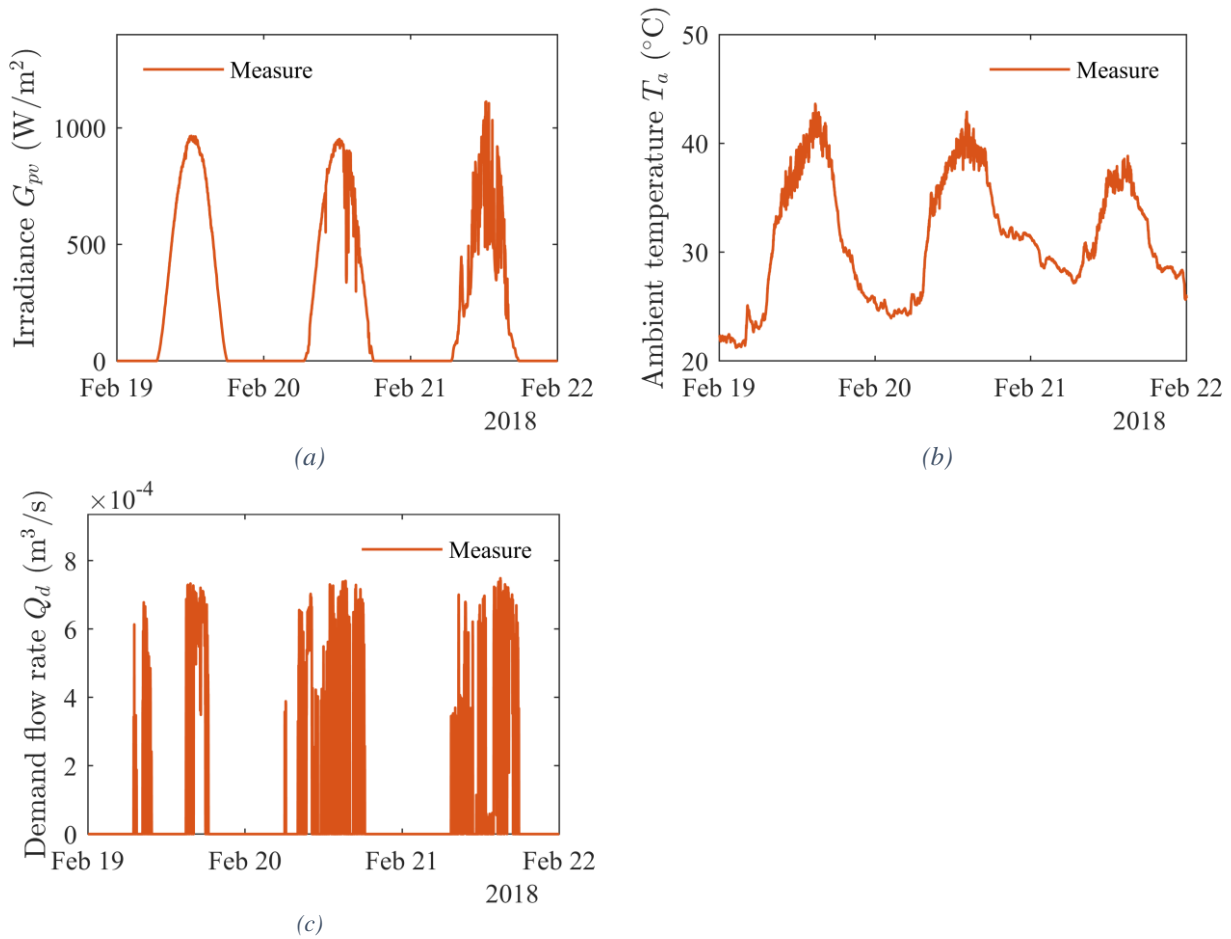 Irradiance G_pv (W/m²)
1000
500
0
Measure
Feb 19 Feb 20 Feb 21 Feb 22
2018
(a)
Ambient temperature T_a (°C)
50
40
30
20
Measure
Feb 19 Feb 20 Feb 21 Feb 22
2018
(b)
Demand flow rate Q_d (m³/s)
×10⁻⁴
8
6
4
2
0
Measure
Feb 19 Feb 20 Feb 21 Feb 22
2018
(c)